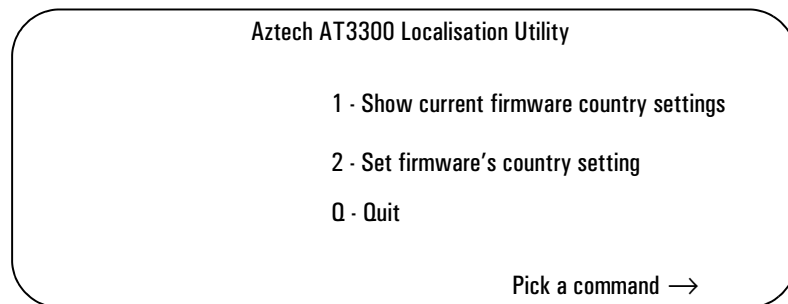 Aztech AT3300 Localisation Utility
1 - Show current firmware country settings
2 - Set firmware's country setting
Q - Quit
Pick a command →